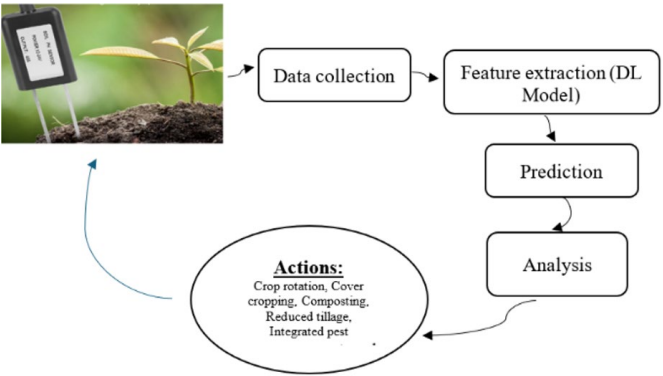 Data collection
Feature extraction (DL
Model)
Prediction
Analysis
Actions:
Crop rotation, Cover
cropping, Composting,
Reduced tillage,
Integrated pest